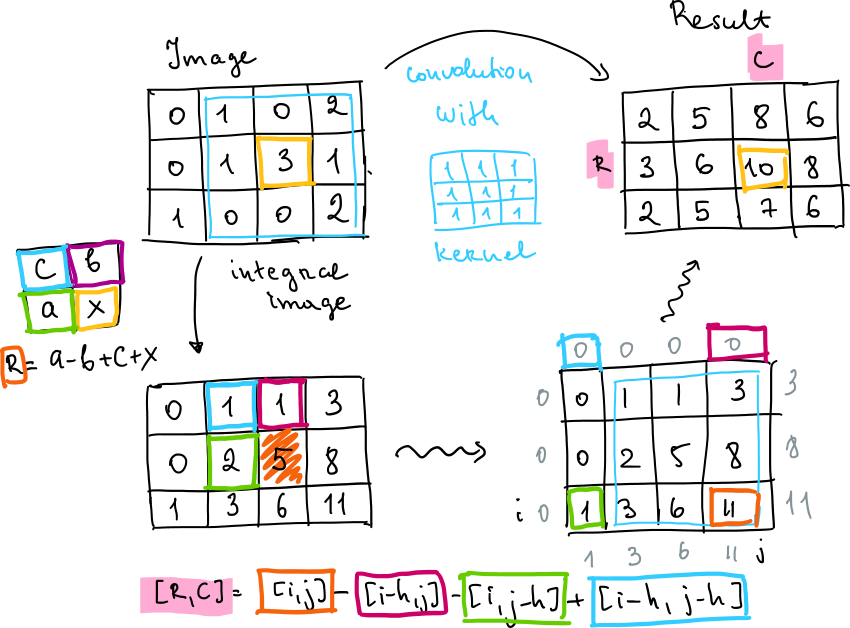 Image
Result
C
convolution
with
0 1 0 2
0 1 3 1
1 0 0 2
1 1 1
1 1 1
1 1 1
kernel
R
2 5 8 6
3 6 10 8
2 5 7 6
integral
image
C b
a x
R = a-b+c+x
0 1 1 3
0 2 5 8
1 3 6 11
0 0 0 0
0 0 1 1 3 3
0 0 2 5 8 8
i 0 1 3 6 11 11
1 3 6 11 j
[R,C] = [i,j] - [i-h,j] - [i,j-h] + [i-h, j-h]